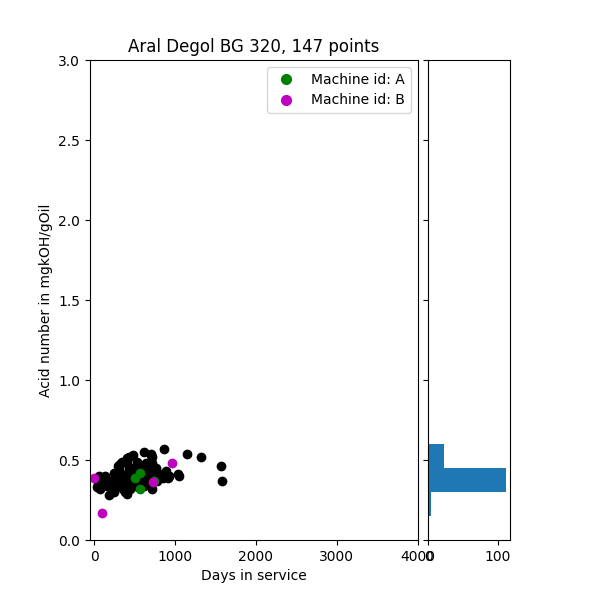 Aral Degol BG 320, 147 points
Machine id: A
Machine id: B
Acid number in mgkOH/gOil
3.0
2.5
2.0
1.5
1.0
0.5
0.0
0 1000 2000 3000 4000
0 100
Days in service